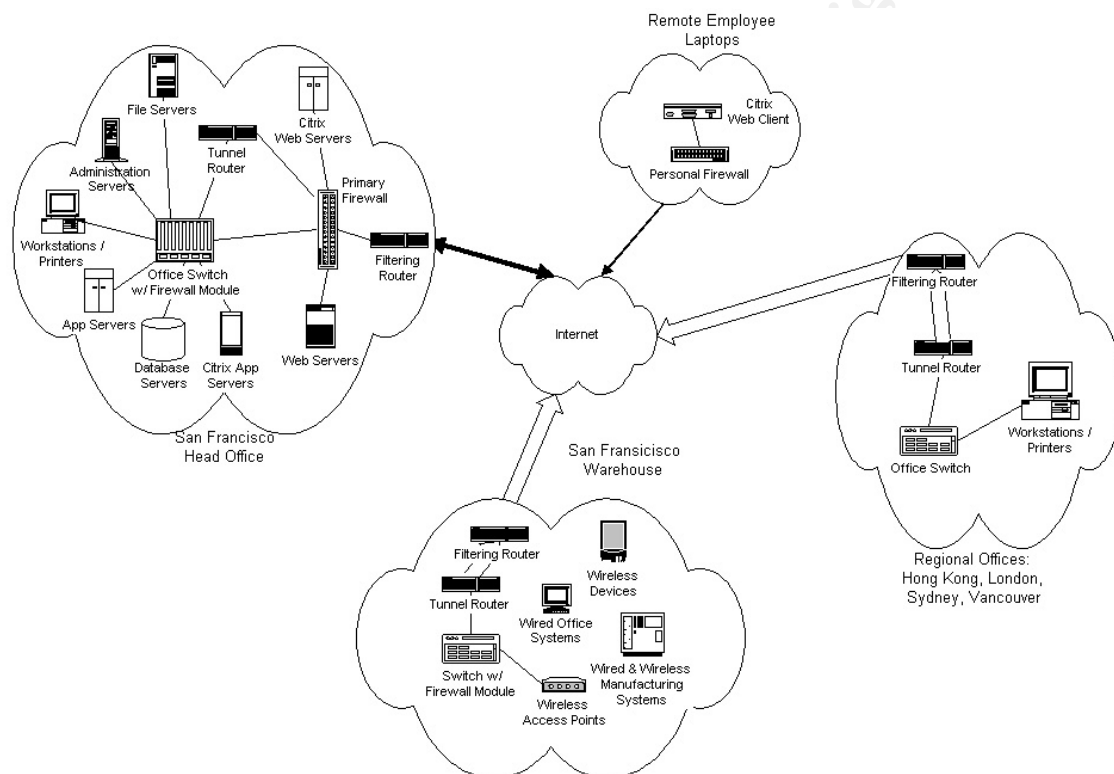 Remote Employee
Laptops
Citrix
Web Client
Personal Firewall
File Servers
Citrix
Web Servers
Tunnel
Router
Administration
Servers
Primary
Firewall
Workstations /
Printers
Office Switch
w/ Firewall Module
Filtering
Router
App Servers
Database
Servers
Citrix App
Servers
Web Servers
San Francisco
Head Office
Internet
Filtering Router
Tunnel Router
Office Switch
Workstations /
Printers
Regional Offices:
Hong Kong, London,
Sydney, Vancouver
San Fransicisco
Warehouse
Filtering Router
Tunnel Router
Switch w/
Firewall Module
Wireless
Devices
Wired Office
Systems
Wired & Wireless
Manufacturing
Systems
Wireless
Access Points